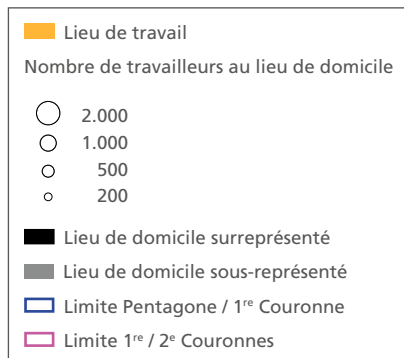 Lieu de travail
Nombre de travailleurs au lieu de domicile
2.000
1.000
500
200
Lieu de domicile surreprésenté
Lieu de domicile sous-représenté
Limite Pentagone / 1re Couronne
Limite 1re / 2e Couronnes